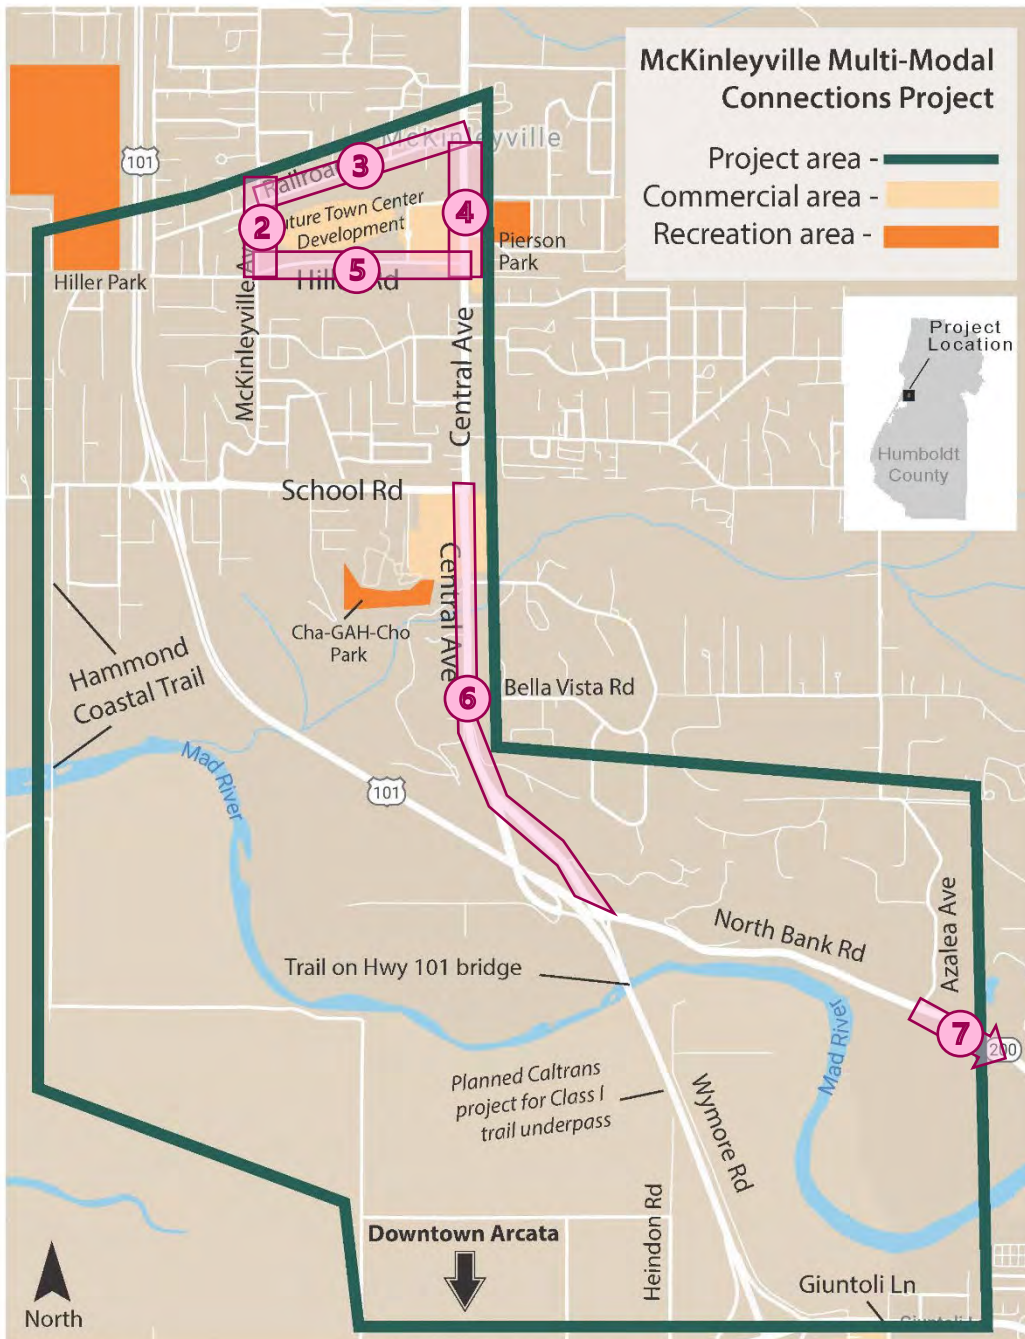 McKinleyville Multi-Modal
Connections Project
Project area -
Commercial area -
Recreation area -
101
McKinleyville
3
Railroad
2
4
uture Town Center
Development
Pierson
Park
5
Hiller Rd
Hiller Park
McKinleyville Av
Central Ave
Project
Location
Humboldt
County
School Rd
Central Ave
Cha-GAH-Cho
Park
Hammond
Coastal Trail
6
Bella Vista Rd
Mad River
101
North Bank Rd
Azalea Ave
Trail on Hwy 101 bridge
7
200
Mad River
Planned Caltrans
project for Class I
trail underpass
Wymore Rd
Heindon Rd
Downtown Arcata
Giuntoli Ln
North